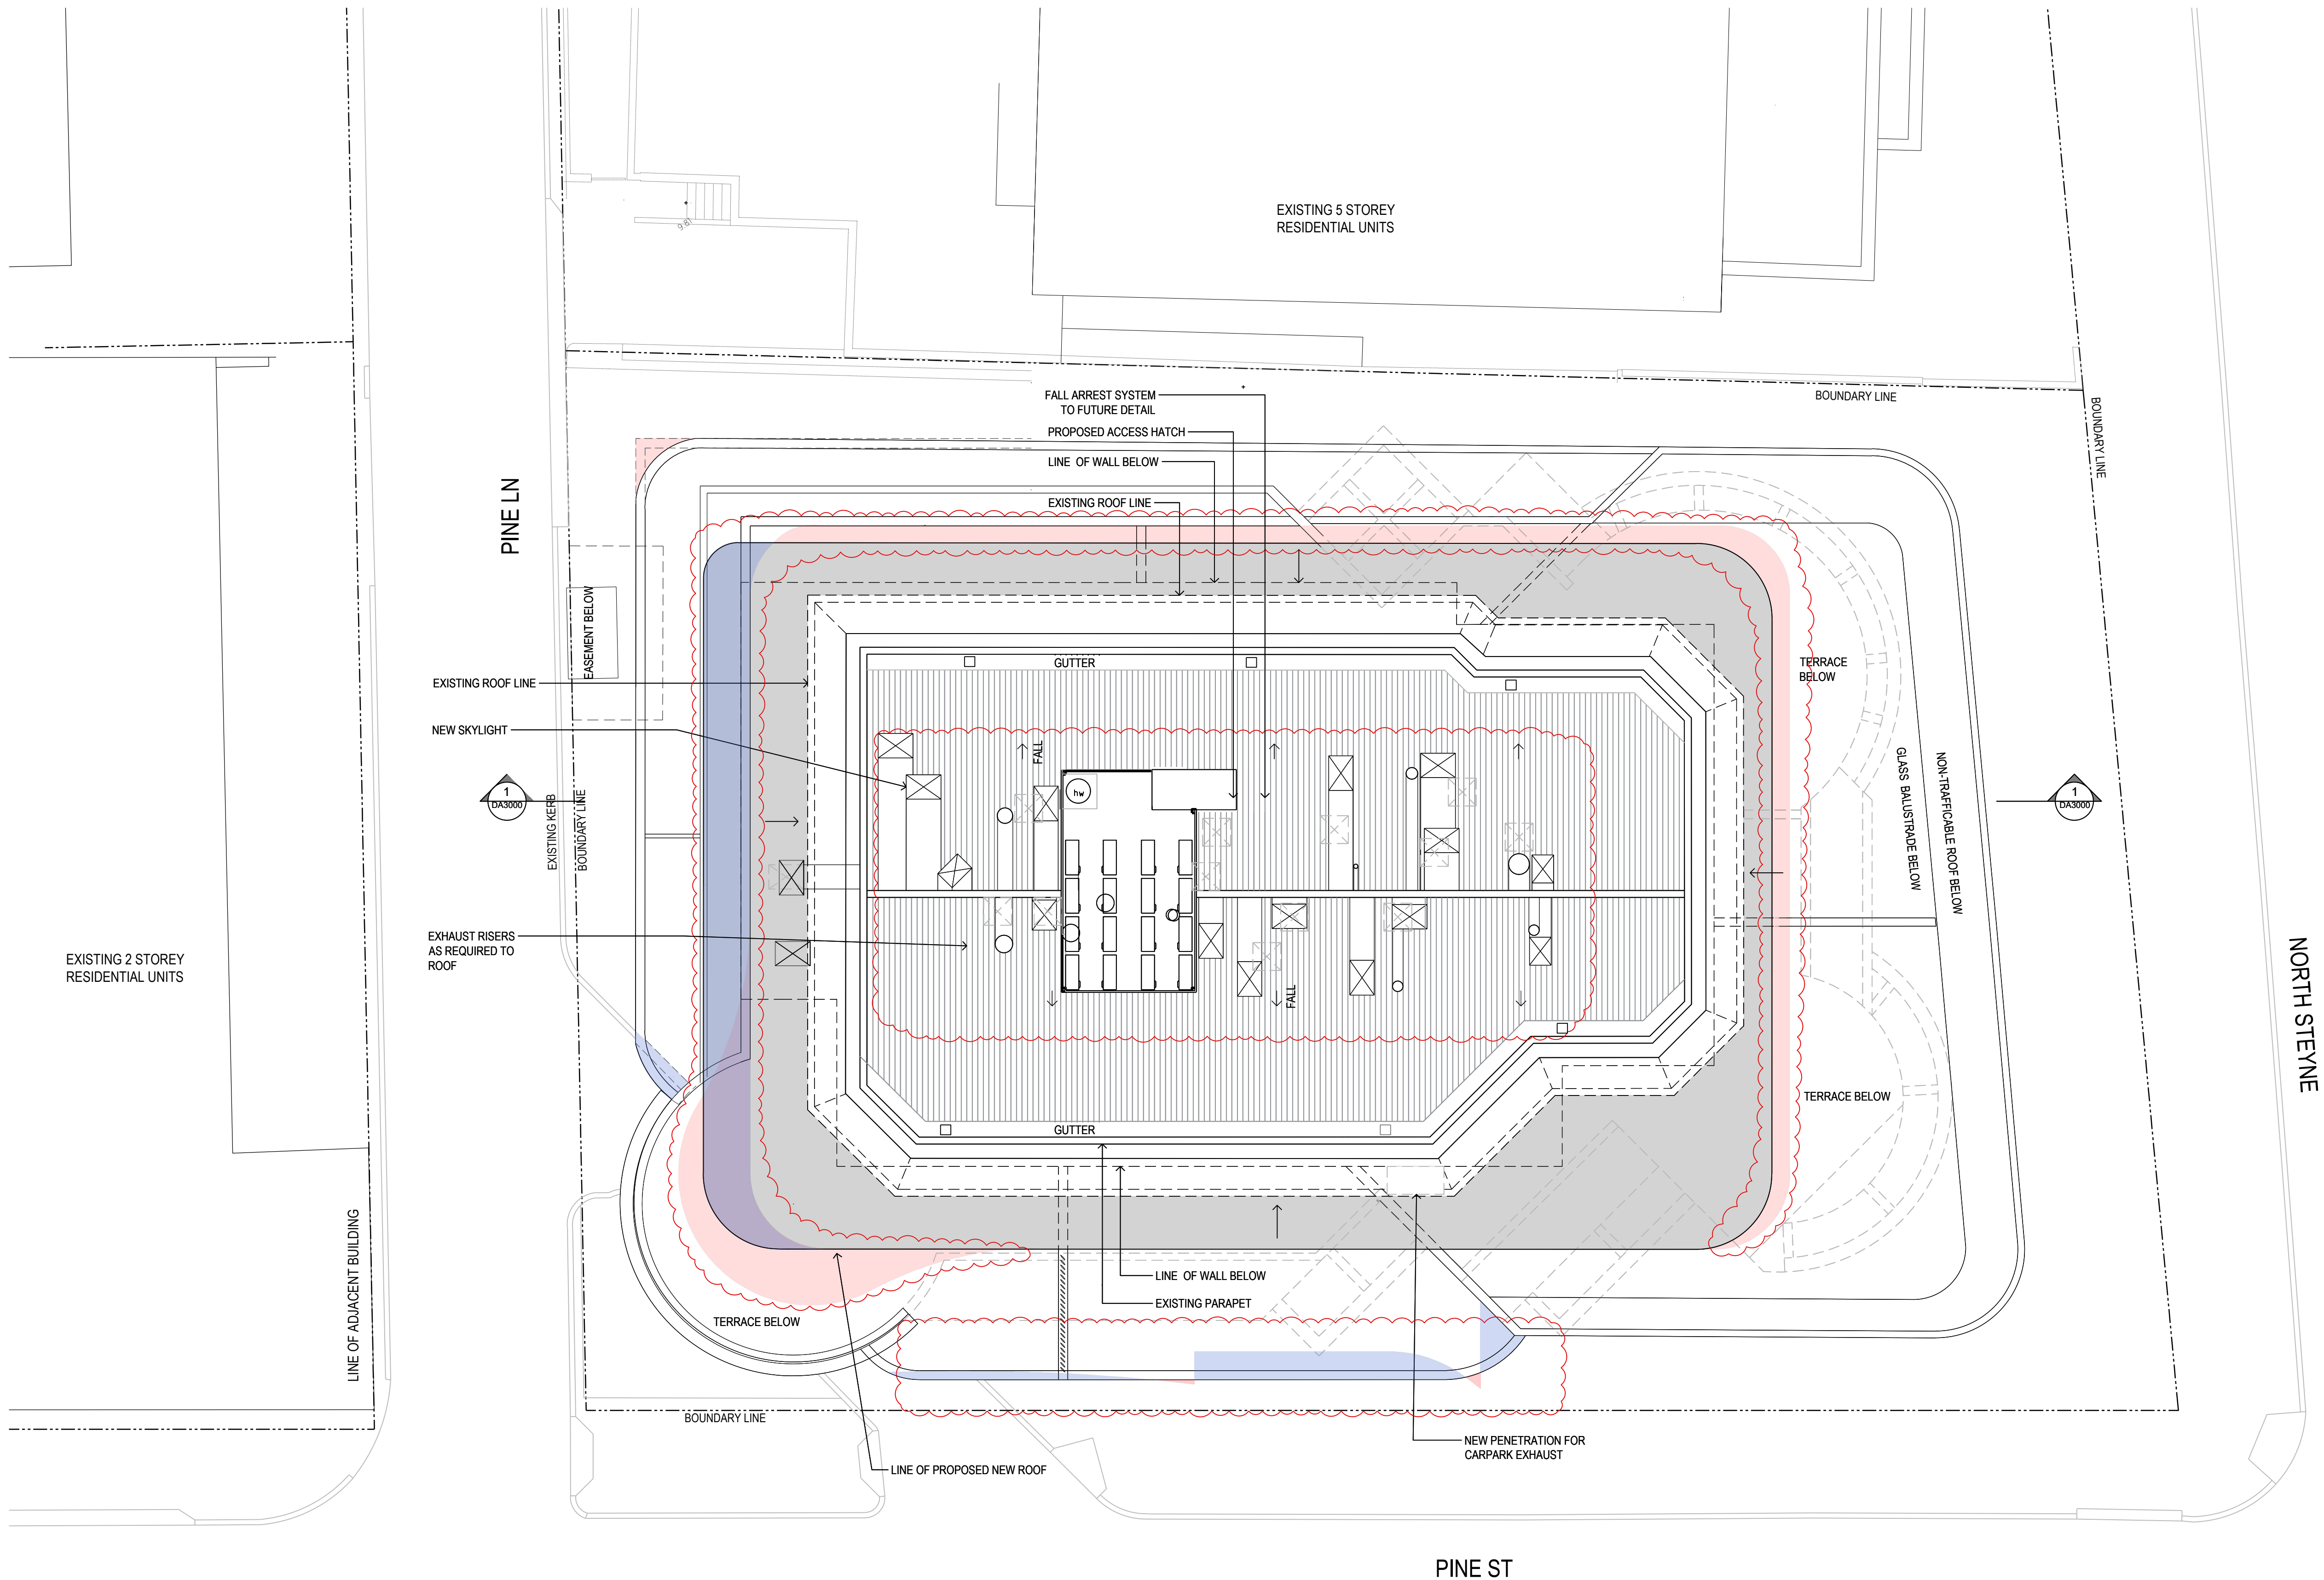 EXISTING 5 STOREY
RESIDENTIAL UNITS
9.87
FALL ARREST SYSTEM
TO FUTURE DETAIL
PROPOSED ACCESS HATCH
LINE OF WALL BELOW
EXISTING ROOF LINE
BOUNDARY LINE
BOUNDARY LINE
PINE LN
EASEMENT BELOW
EXISTING ROOF LINE
NEW SKYLIGHT
GUTTER
TERRACE
BELOW
FALL
hw
1
DA3000
EXISTING KERB
BOUNDARY LINE
GLASS BALUSTRADE BELOW
NON-TRAFFICABLE ROOF BELOW
1
DA3000
EXHAUST RISERS
AS REQUIRED TO
ROOF
EXISTING 2 STOREY
RESIDENTIAL UNITS
FALL
NORTH STEYNE
TERRACE BELOW
GUTTER
LINE OF ADJACENT BUILDING
LINE OF WALL BELOW
EXISTING PARAPET
TERRACE BELOW
BOUNDARY LINE
NEW PENETRATION FOR
CARPARK EXHAUST
LINE OF PROPOSED NEW ROOF
PINE ST